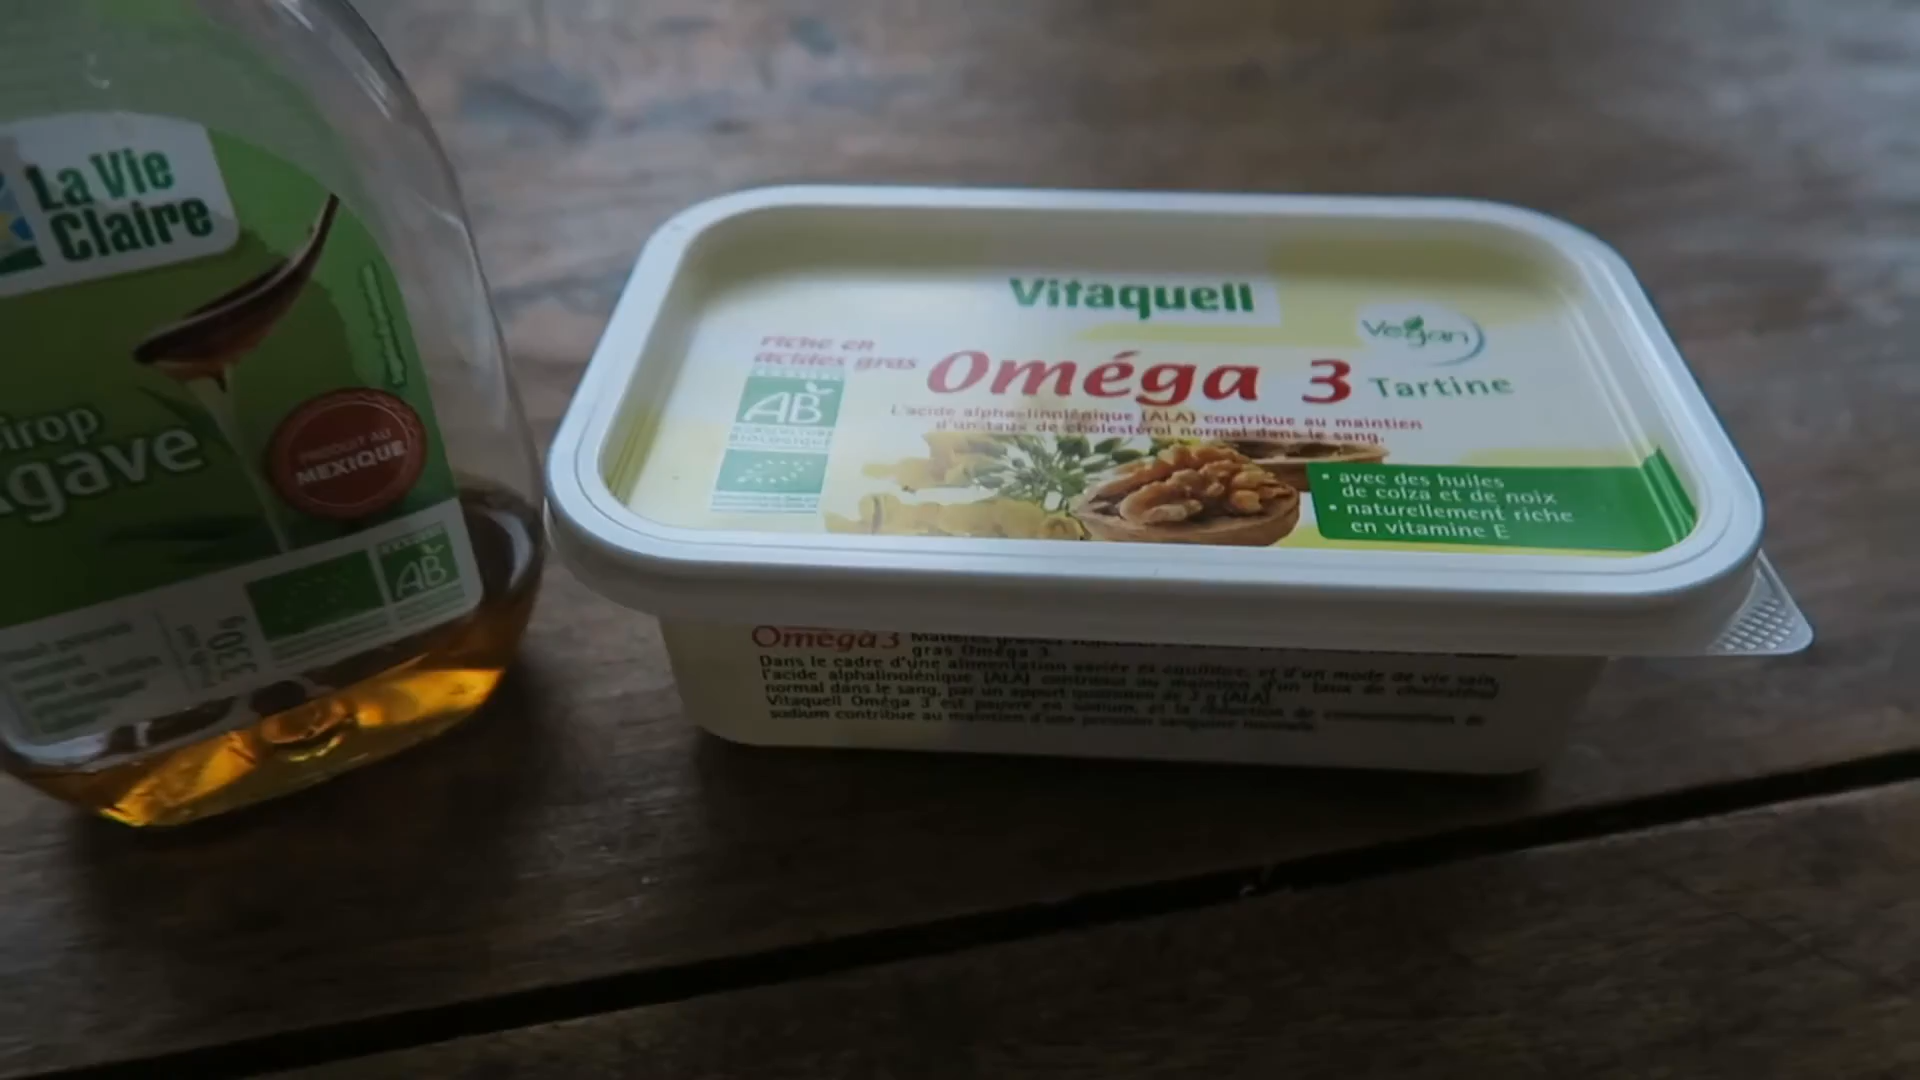 La Vie
Claire
Sirop
Agave
PRODUIT AU
MEXIQUE
AB
330 g
Vitaquell
Vegan
riche en
acides gras
Oméga 3 Tartine
L'acide alpha-linolénique (ALA) contribue au maintien
d'un taux de cholestérol normal dans le sang.
AB
AGRICULTURE
BIOLOGIQUE
• avec des huiles
de colza et de noix
• naturellement riche
en vitamine E
Oméga 3
gras Oméga 3.
Dans le cadre d'une alimentation variée et équilibrée, et d'un mode de vie sain,
l'acide alphalinolénique (ALA) contribue au maintien d'un taux de cholestérol
normal dans le sang, par un apport quotidien de 2 g (ALA).
Vitaquell Oméga 3 est pauvre en sodium, et la réduction de consommation de
sodium contribue au maintien d'une pression sanguine normale.